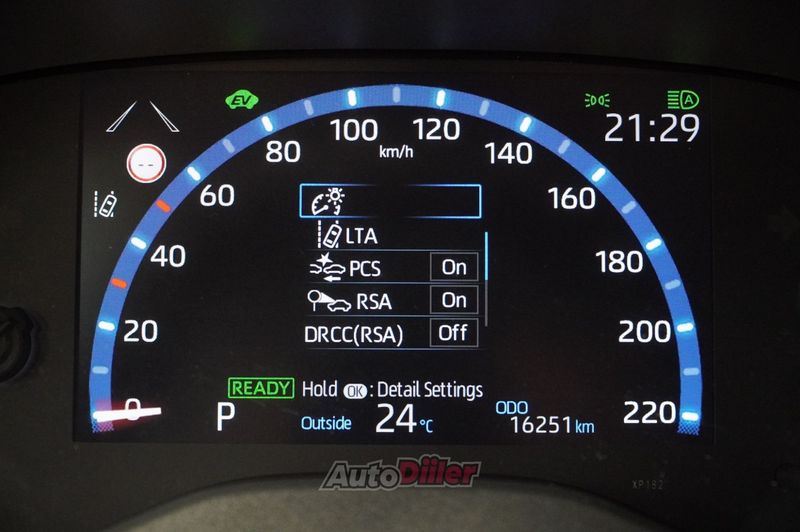 EV
21:29
0 20 40 60 80 100 120 140 160 180 200 220
km/h
--
LTA
PCS On
RSA On
DRCC(RSA) Off
READY Hold OK : Detail Settings
P Outside 24 °C ODO 16251 km
AutoDiiler
XP182